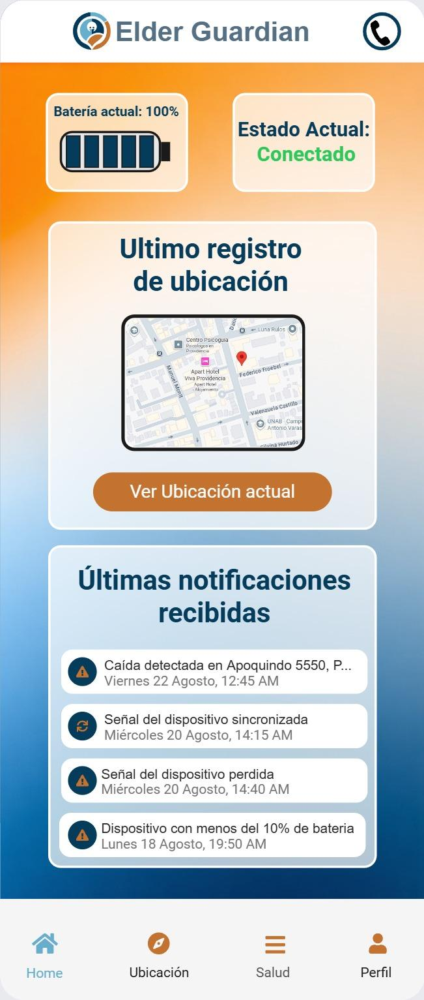 Elder Guardian
Batería actual: 100%
Estado Actual:
Conectado
Ultimo registro
de ubicación
Luna Rulos
Centro Psicoguia
Psicólogos en
Providencia
Apart Hotel
Viva Providencia
Apart Hotel
- Alojamiento
Manuel Montt
Federico Froebel
Valenzuela Castillo
UNAB - Campu
Antonio Varas
Silvina Hurtado
Ver Ubicación actual
Últimas notificaciones
recibidas
Caída detectada en Apoquindo 5550, P...
Viernes 22 Agosto, 12:45 AM
Señal del dispositivo sincronizada
Miércoles 20 Agosto, 14:15 AM
Señal del dispositivo perdida
Miércoles 20 Agosto, 14:40 AM
Dispositivo con menos del 10% de bateria
Lunes 18 Agosto, 19:50 AM
Home
Ubicación
Salud
Perfil